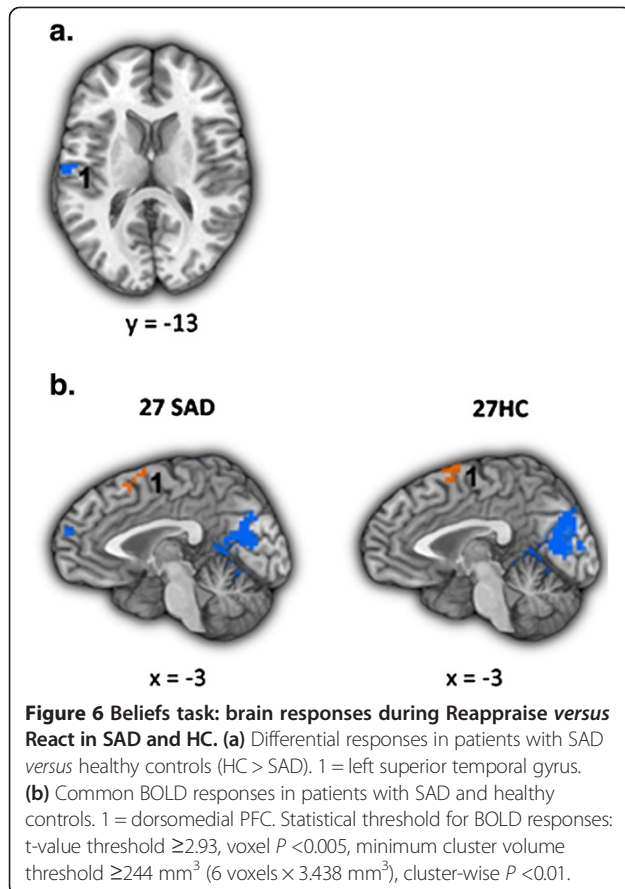 a.
1
y = -13
b.
27 SAD
27HC
1
1
x = -3
x = -3
Figure 6 Beliefs task: brain responses during Reappraise versus
React in SAD and HC. (a) Differential responses in patients with SAD
versus healthy controls (HC > SAD). 1 = left superior temporal gyrus.
(b) Common BOLD responses in patients with SAD and healthy
controls. 1 = dorsomedial PFC. Statistical threshold for BOLD responses:
t-value threshold ≥2.93, voxel P <0.005, minimum cluster volume
threshold ≥244 mm³ (6 voxels × 3.438 mm³), cluster-wise P <0.01.